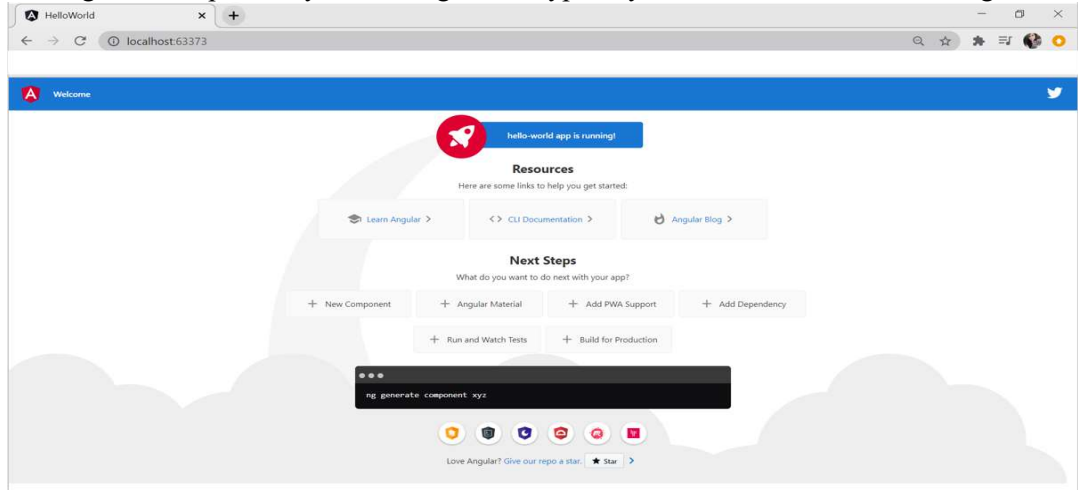 HelloWorld
localhost:63373
Welcome
hello-world app is running!
Resources
Here are some links to help you get started:
Learn Angular > <> CLI Documentation > Angular Blog >
Next Steps
What do you want to do next with your app?
+ New Component + Angular Material + Add PWA Support + Add Dependency
+ Run and Watch Tests + Build for Production
ng generate component xyz
Love Angular? Give our repo a star. ★ Star >